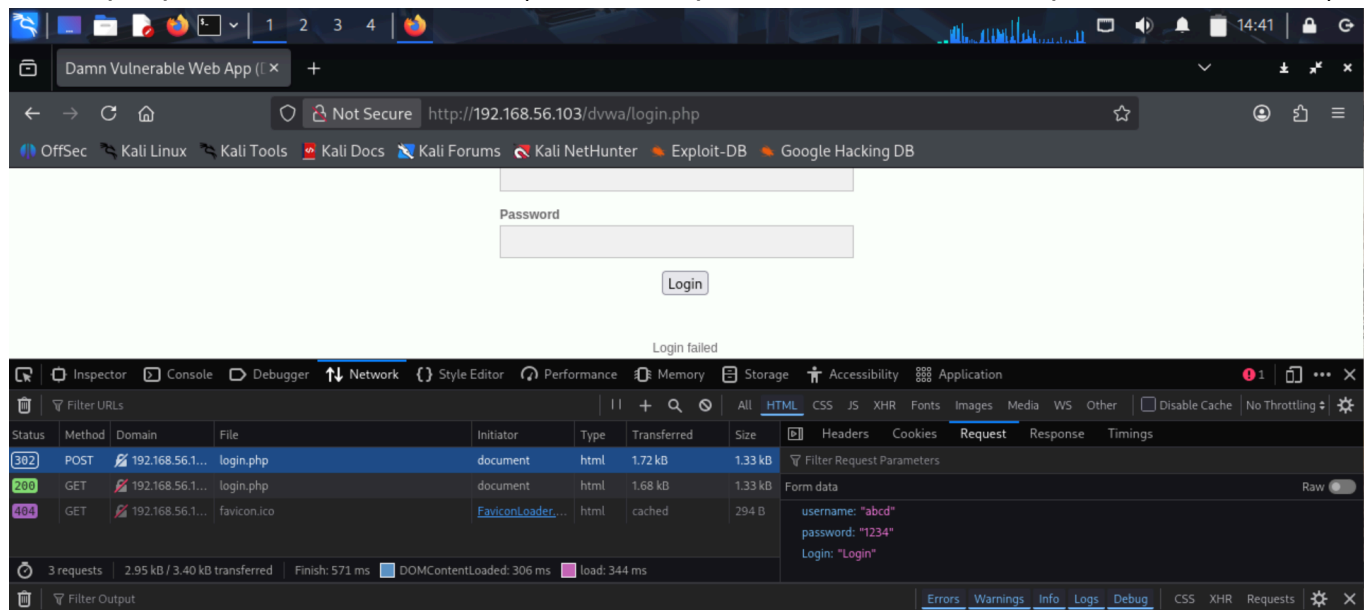 1 2 3 4 14:41
Damn Vulnerable Web App (
Not Secure http://192.168.56.103/dvwa/login.php
OffSec Kali Linux Kali Tools Kali Docs Kali Forums Kali NetHunter Exploit-DB Google Hacking DB
Password
Login
Login failed
Inspector Console Debugger Network Style Editor Performance Memory Storage Accessibility Application 1
Filter URLs All HTML CSS JS XHR Fonts Images Media WS Other Disable Cache No Throttling
Status Method Domain File Initiator Type Transferred Size Headers Cookies Request Response Timings
302 POST 192.168.56.1... login.php document html 1.72 kB 1.33 kB Filter Request Parameters
200 GET 192.168.56.1... login.php document html 1.68 kB 1.33 kB Form data Raw
404 GET 192.168.56.1... favicon.ico FaviconLoader.... html cached 294 B username: "abcd"
password: "1234"
Login: "Login"
3 requests 2.95 kB / 3.40 kB transferred Finish: 571 ms DOMContentLoaded: 306 ms load: 344 ms
Filter Output Errors Warnings Info Logs Debug CSS XHR Requests